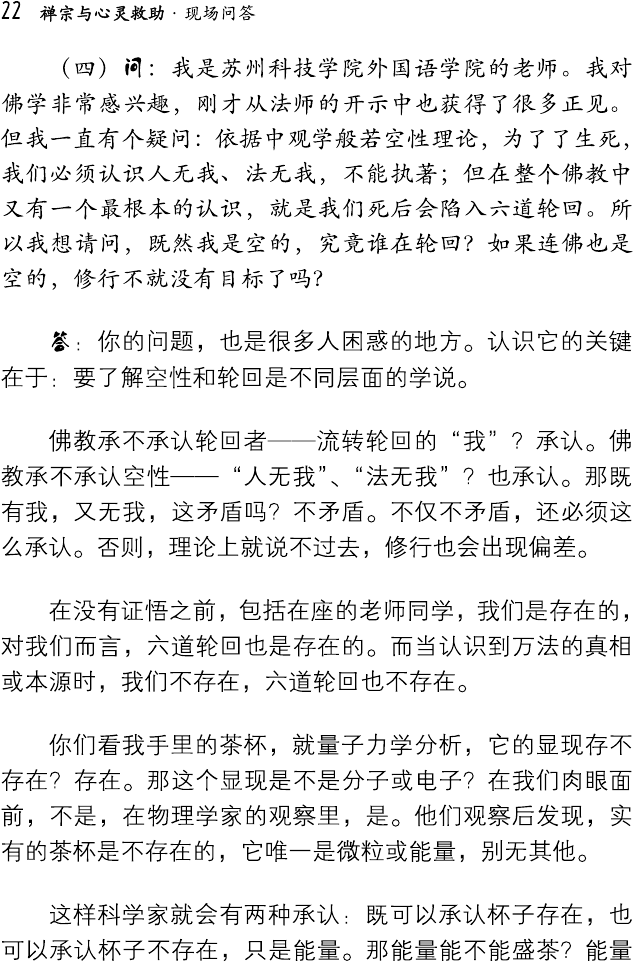 22 禅宗与心灵救助·现场问答
（四）问：我是苏州科技学院外国语学院的老师。我对
佛学非常感兴趣，刚才从法师的开示中也获得了很多正见。
但我一直有个疑问：依据中观学般若空性理论，为了了生死，
我们必须认识人无我、法无我，不能执著；但在整个佛教中
又有一个最根本的认识，就是我们死后会陷入六道轮回。所
以我想请问，既然我是空的，究竟谁在轮回？如果连佛也是
空的，修行不就没有目标了吗？
答：你的问题，也是很多人困惑的地方。认识它的关键
在于：要了解空性和轮回是不同层面的学说。
佛教承不承认轮回者——流转轮回的“我”？承认。佛
教承不承认空性——“人无我”、“法无我”？也承认。那既
有我，又无我，这矛盾吗？不矛盾。不仅不矛盾，还必须这
么承认。否则，理论上就说不过去，修行也会出现偏差。
在没有证悟之前，包括在座的老师同学，我们是存在的，
对我们而言，六道轮回也是存在的。而当认识到万法的真相
或本源时，我们不存在，六道轮回也不存在。
你们看我手里的茶杯，就量子力学分析，它的显现存不
存在？存在。那这个显现是不是分子或电子？在我们肉眼面
前，不是，在物理学家的观察里，是。他们观察后发现，实
有的茶杯是不存在的，它唯一是微粒或能量，别无其他。
这样科学家就会有两种承认：既可以承认杯子存在，也
可以承认杯子不存在，只是能量。那能量能不能盛茶？能量